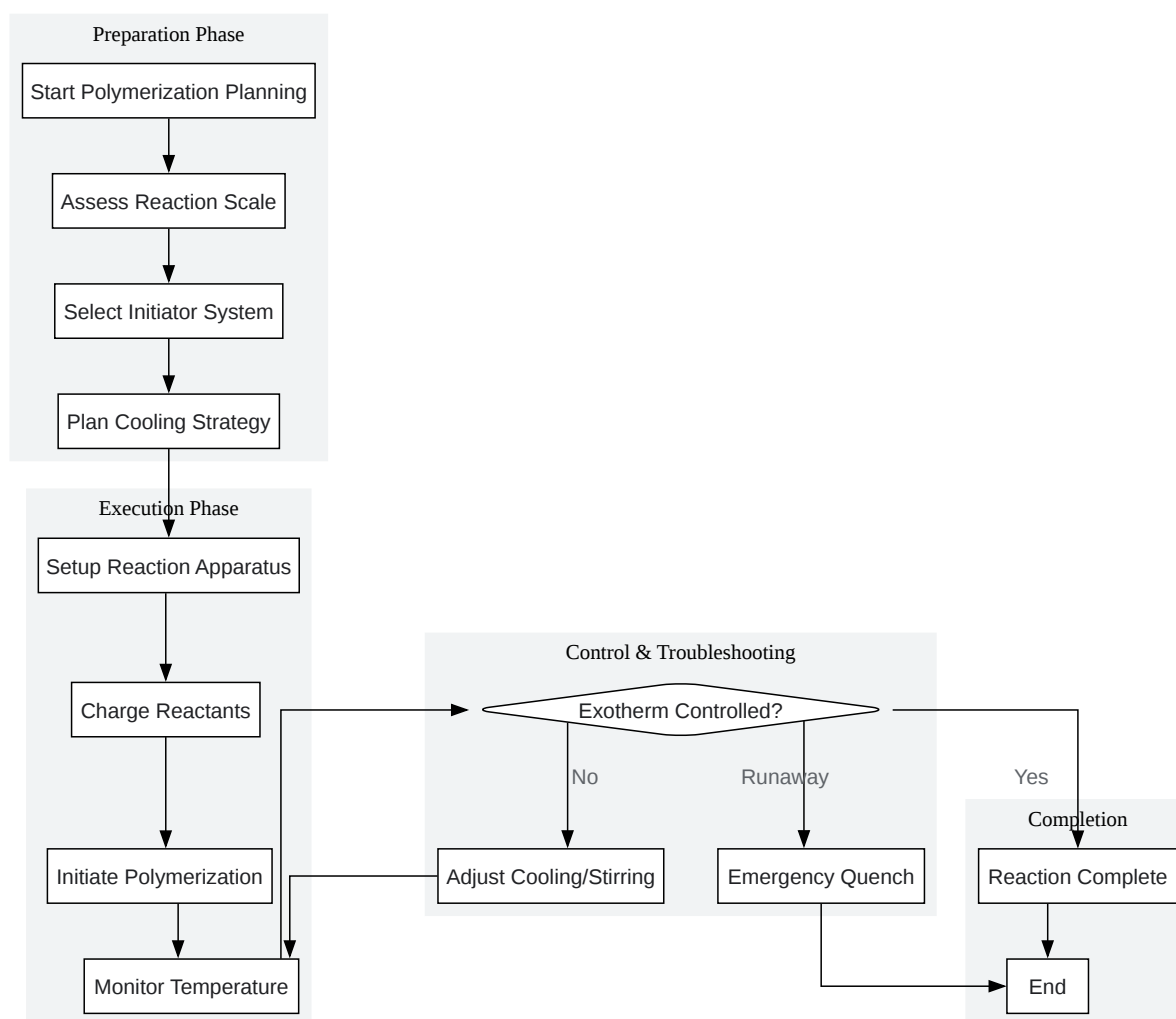 Preparation Phase
Start Polymerization Planning
Assess Reaction Scale
Select Initiator System
Plan Cooling Strategy
Execution Phase
Setup Reaction Apparatus
Charge Reactants
Initiate Polymerization
Monitor Temperature
Control & Troubleshooting
Exotherm Controlled?
No
Runaway
Yes
Adjust Cooling/Stirring
Emergency Quench
Completion
Reaction Complete
End